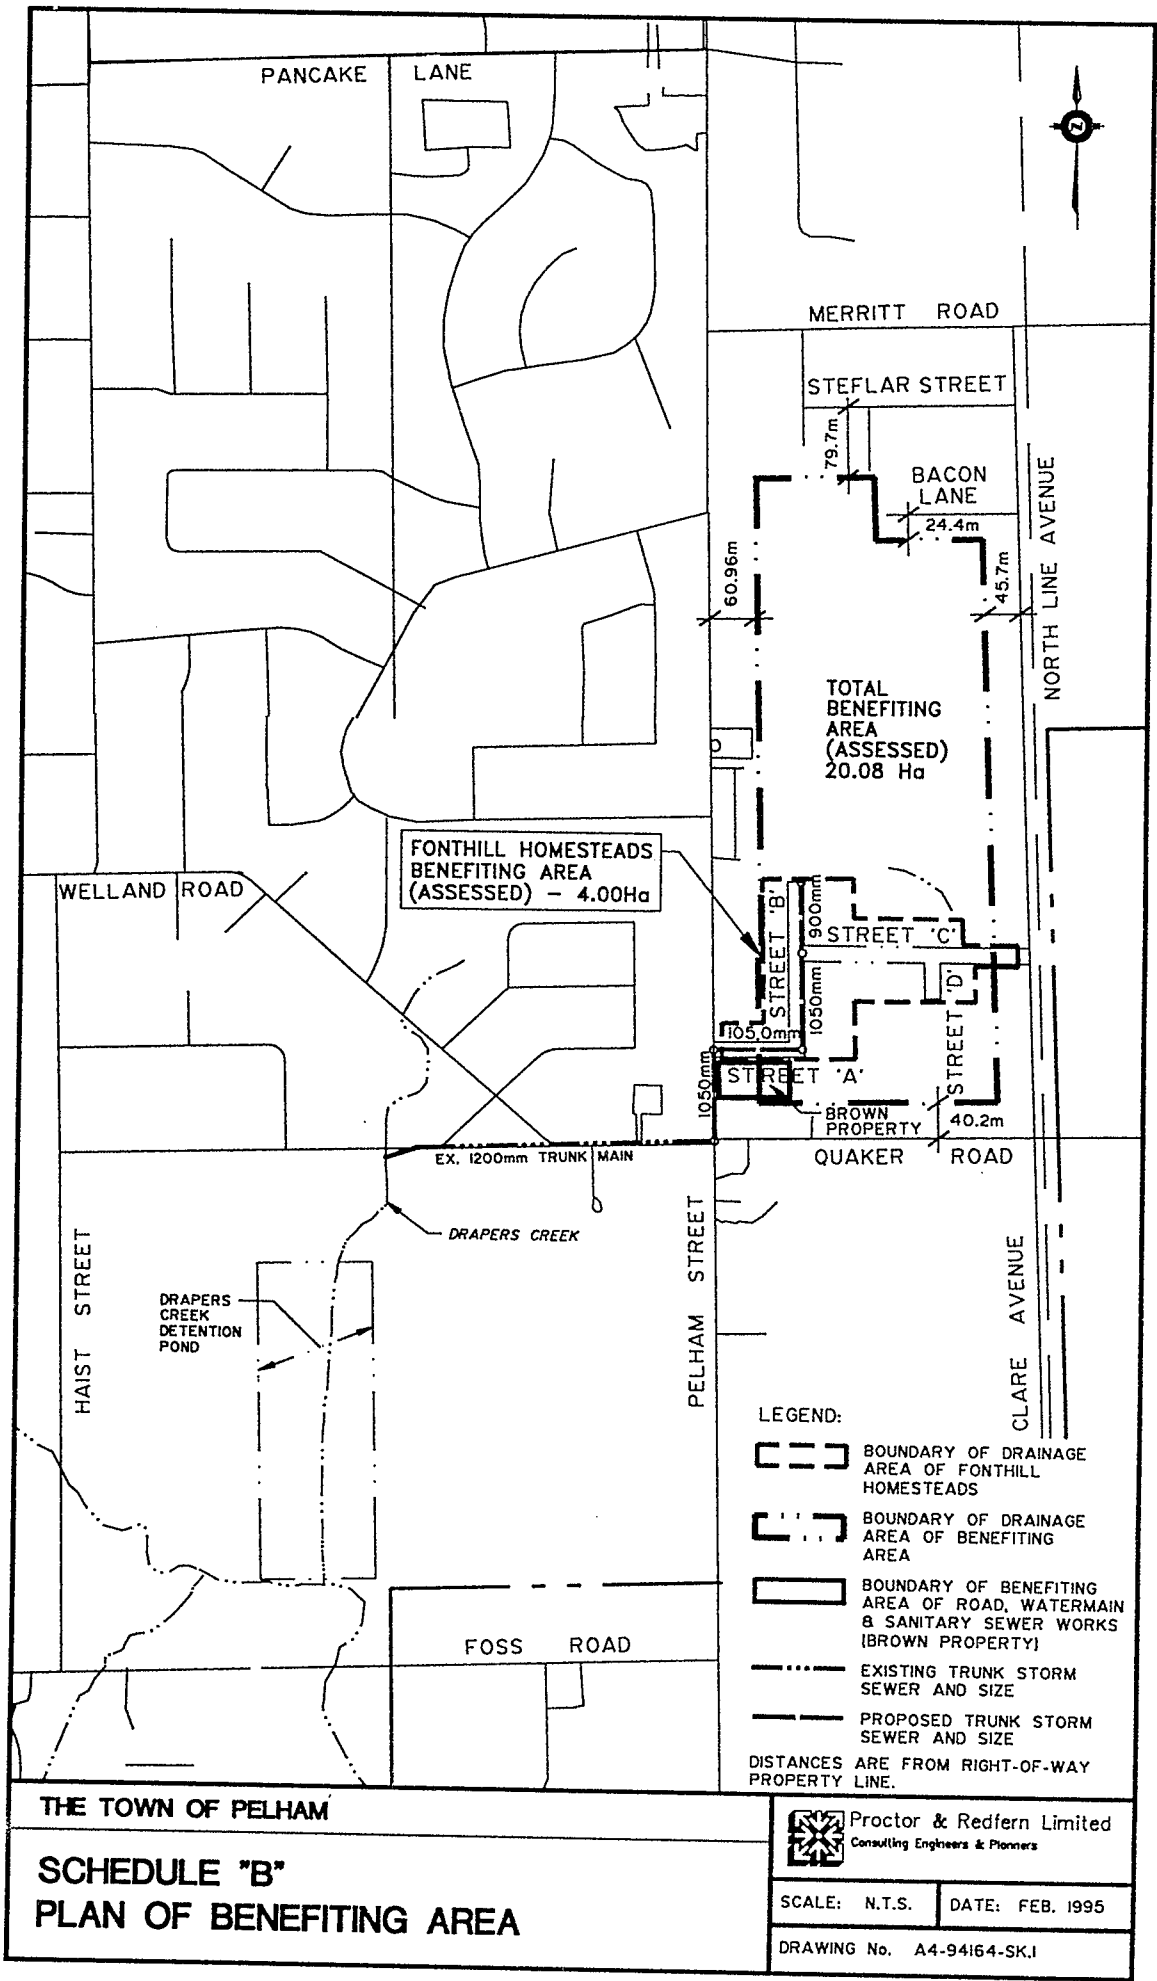 PANCAKE LANE
N
MERRITT ROAD
STEFLAR STREET
79.7m
BACON
LANE
24.4m
60.96m
45.7m
NORTH LINE AVENUE
TOTAL
BENEFITING
AREA
(ASSESSED)
20.08 Ha
FONTHILL HOMESTEADS
BENEFITING AREA
(ASSESSED) - 4.00Ha
WELLAND ROAD
STREET 'B'
900mm
STREET 'C'
1050mm
STREET 'D'
105.0mm
STREET 'A'
1050mm
BROWN
PROPERTY
40.2m
QUAKER ROAD
EX. 1200mm TRUNK MAIN
DRAPERS CREEK
HAIST STREET
DRAPERS
CREEK
DETENTION
POND
PELHAM STREET
CLARE AVENUE
LEGEND:
BOUNDARY OF DRAINAGE
AREA OF FONTHILL
HOMESTEADS
BOUNDARY OF DRAINAGE
AREA OF BENEFITING
AREA
BOUNDARY OF BENEFITING
AREA OF ROAD, WATERMAIN
& SANITARY SEWER WORKS
(BROWN PROPERTY)
EXISTING TRUNK STORM
SEWER AND SIZE
PROPOSED TRUNK STORM
SEWER AND SIZE
DISTANCES ARE FROM RIGHT-OF-WAY
PROPERTY LINE.
FOSS ROAD
THE TOWN OF PELHAM
SCHEDULE "B"
PLAN OF BENEFITING AREA
Proctor & Redfern Limited
Consulting Engineers & Planners
SCALE: N.T.S.
DATE: FEB. 1995
DRAWING No. A4-94164-SK.1